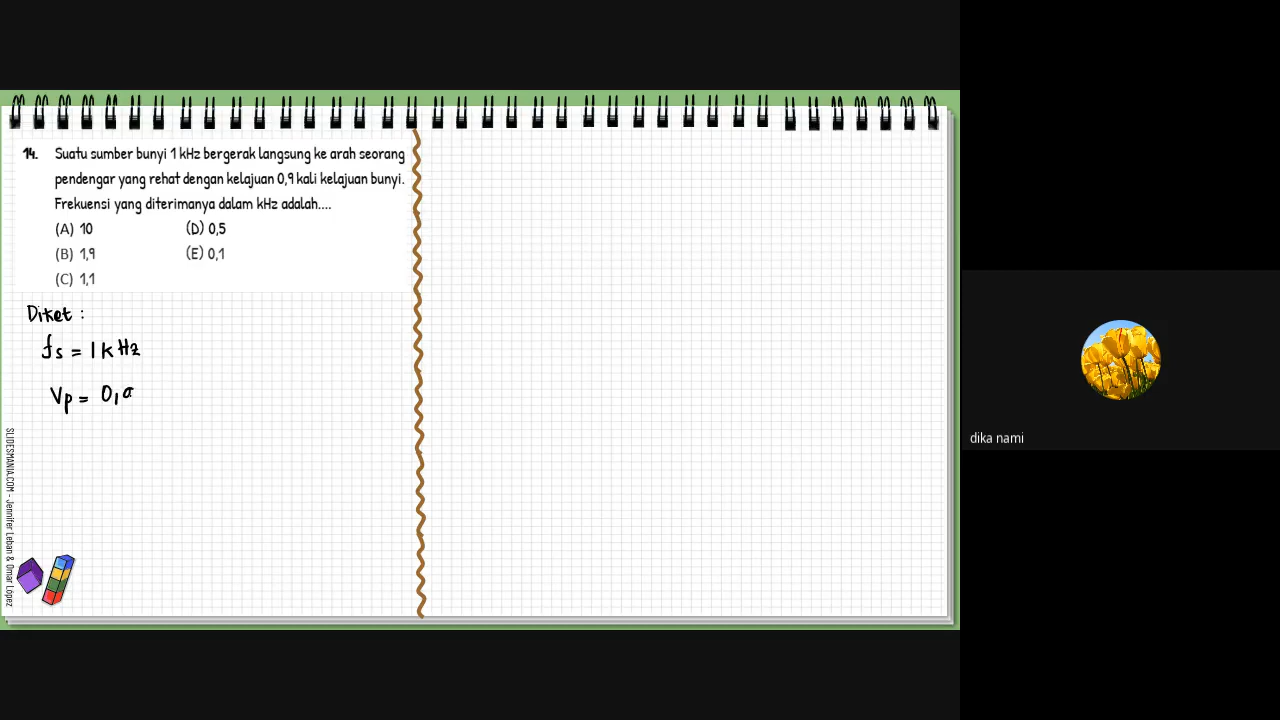 14. Suatu sumber bunyi 1 kHz bergerak langsung ke arah seorang
pendengar yang rehat dengan kelajuan 0,9 kali kelajuan bunyi.
Frekuensi yang diterimanya dalam kHz adalah....
(A) 10 (D) 0,5
(B) 1,9 (E) 0,1
(C) 1,1
Diket :
fs = 1 kHz
Vp = 0,
SLIDESMANIA.COM - Jennifer Leban & Omar López
dika nami